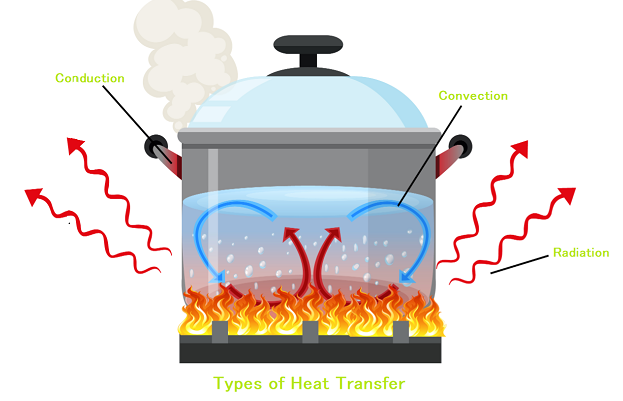 Conduction
Convection
Radiation
Types of Heat Transfer